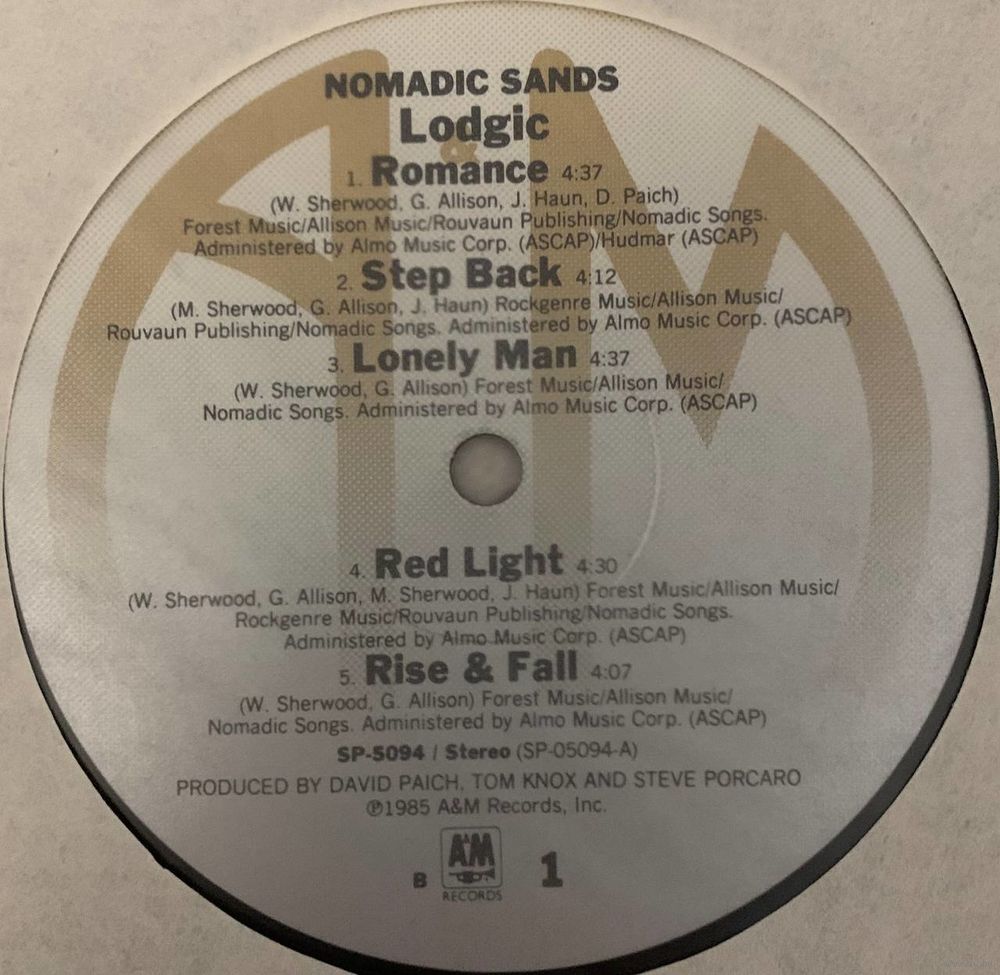 NOMADIC SANDS
Lodgic
1. Romance 4:37
(W. Sherwood, G. Allison, J. Haun, D. Paich)
Forest Music/Allison Music/Rouvaun Publishing/Nomadic Songs.
Administered by Almo Music Corp. (ASCAP)/Hudmar (ASCAP)
2. Step Back 4:12
(M. Sherwood, G. Allison, J. Haun) Rockgenre Music/Allison Music/
Rouvaun Publishing/Nomadic Songs. Administered by Almo Music Corp. (ASCAP)
3. Lonely Man 4:37
(W. Sherwood, G. Allison) Forest Music/Allison Music/
Nomadic Songs. Administered by Almo Music Corp. (ASCAP)
4. Red Light 4:30
(W. Sherwood, G. Allison, M. Sherwood, J. Haun) Forest Music/Allison Music/
Rockgenre Music/Rouvaun Publishing/Nomadic Songs.
Administered by Almo Music Corp. (ASCAP)
5. Rise & Fall 4:07
(W. Sherwood, G. Allison) Forest Music/Allison Music/
Nomadic Songs. Administered by Almo Music Corp. (ASCAP)
SP-5094 / Stereo (SP-05094-A)
PRODUCED BY DAVID PAICH, TOM KNOX AND STEVE PORCARO
℗1985 A&M Records, Inc.
B A&M 1
RECORDS